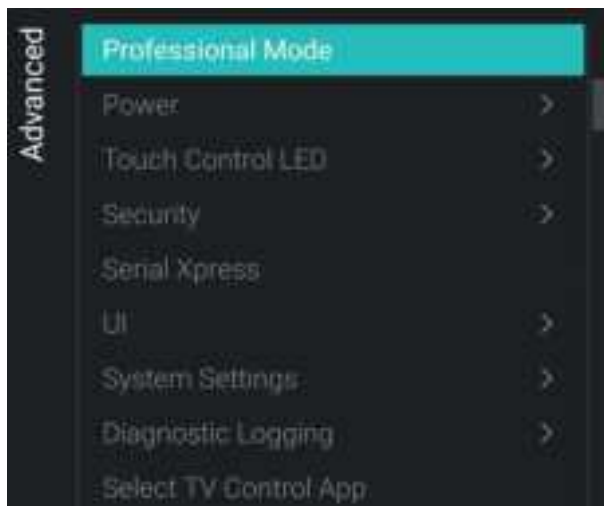 Advanced
Professional Mode
Power
Touch Control LED
Security
Serial Xpress
UI
System Settings
Diagnostic Logging
Select TV Control App